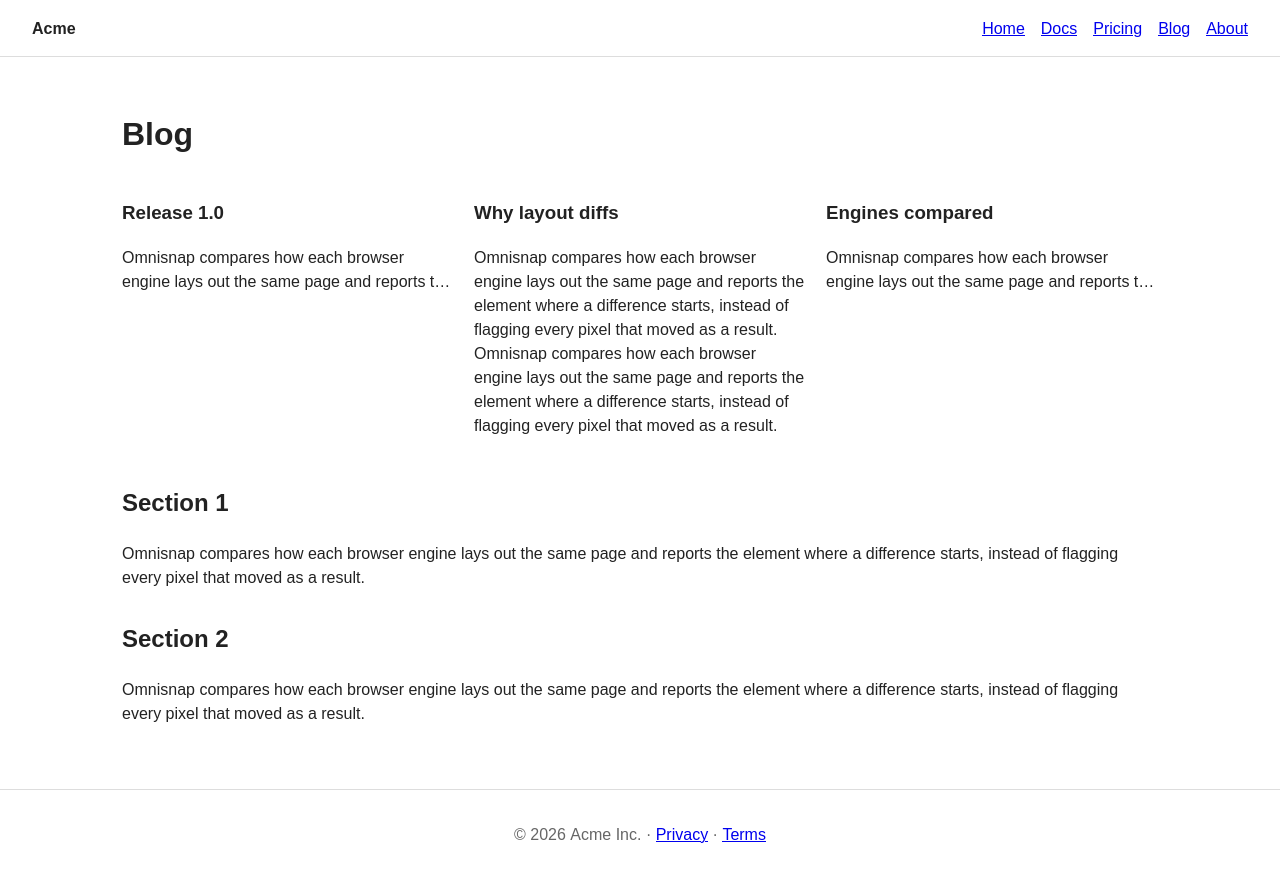 Acme
Home Docs Pricing Blog About
Blog
Release 1.0
Omnisnap compares how each browser
engine lays out the same page and reports t…
Why layout diffs
Omnisnap compares how each browser
engine lays out the same page and reports the
element where a difference starts, instead of
flagging every pixel that moved as a result.
Omnisnap compares how each browser
engine lays out the same page and reports the
element where a difference starts, instead of
flagging every pixel that moved as a result.
Engines compared
Omnisnap compares how each browser
engine lays out the same page and reports t…
Section 1
Omnisnap compares how each browser engine lays out the same page and reports the element where a difference starts, instead of flagging
every pixel that moved as a result.
Section 2
Omnisnap compares how each browser engine lays out the same page and reports the element where a difference starts, instead of flagging
every pixel that moved as a result.
© 2026 Acme Inc. · Privacy · Terms